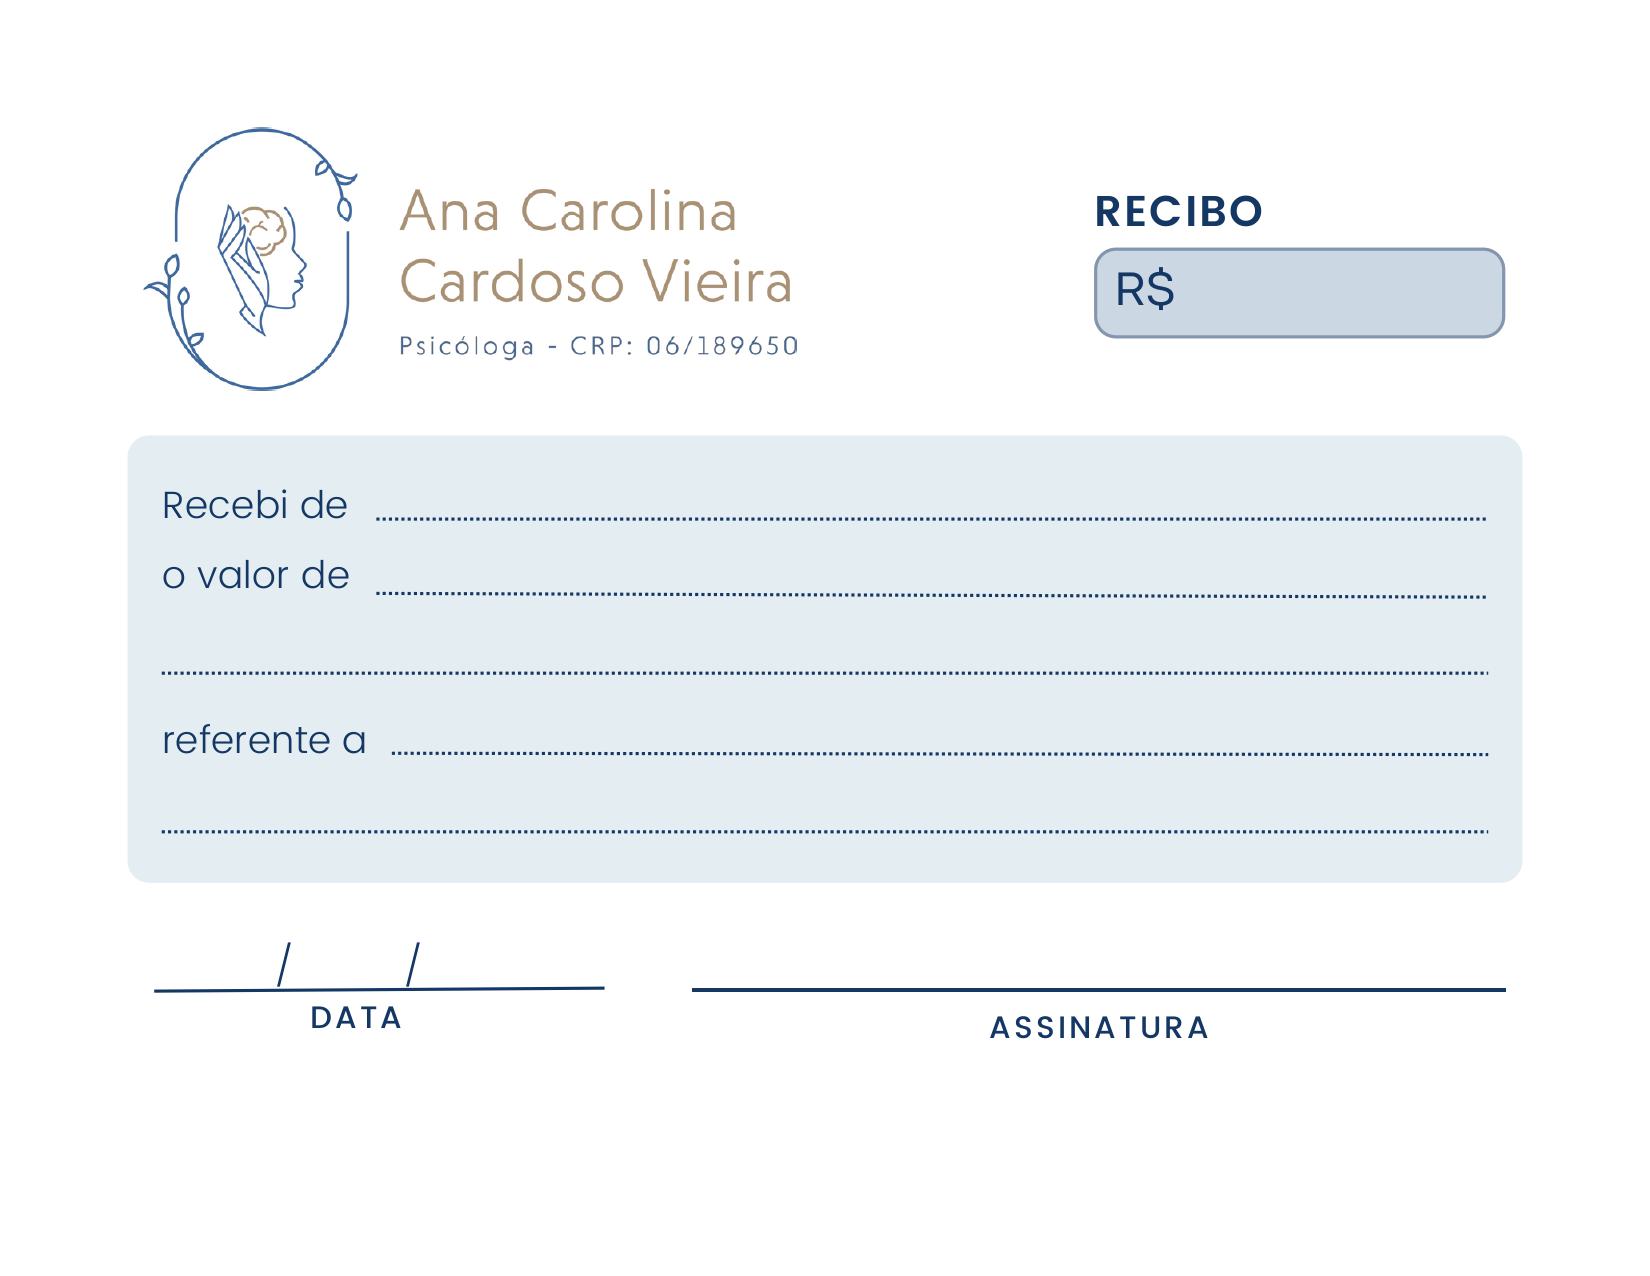 Ana Carolina
Cardoso Vieira
Psicóloga - CRP: 06/189650
RECIBO
R$
Recebi de
o valor de
referente a
/ /
DATA
ASSINATURA